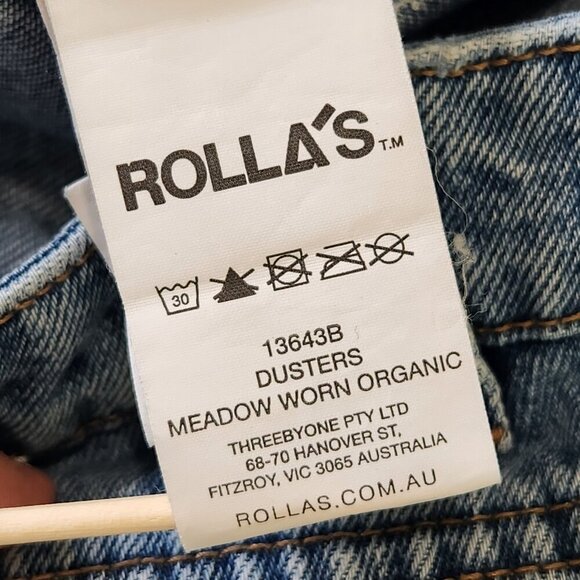 ROLLA'S T.M
30
13643B
DUSTERS
MEADOW WORN ORGANIC
THREEBYONE PTY LTD
68-70 HANOVER ST,
FITZROY, VIC 3065 AUSTRALIA
ROLLAS.COM.AU